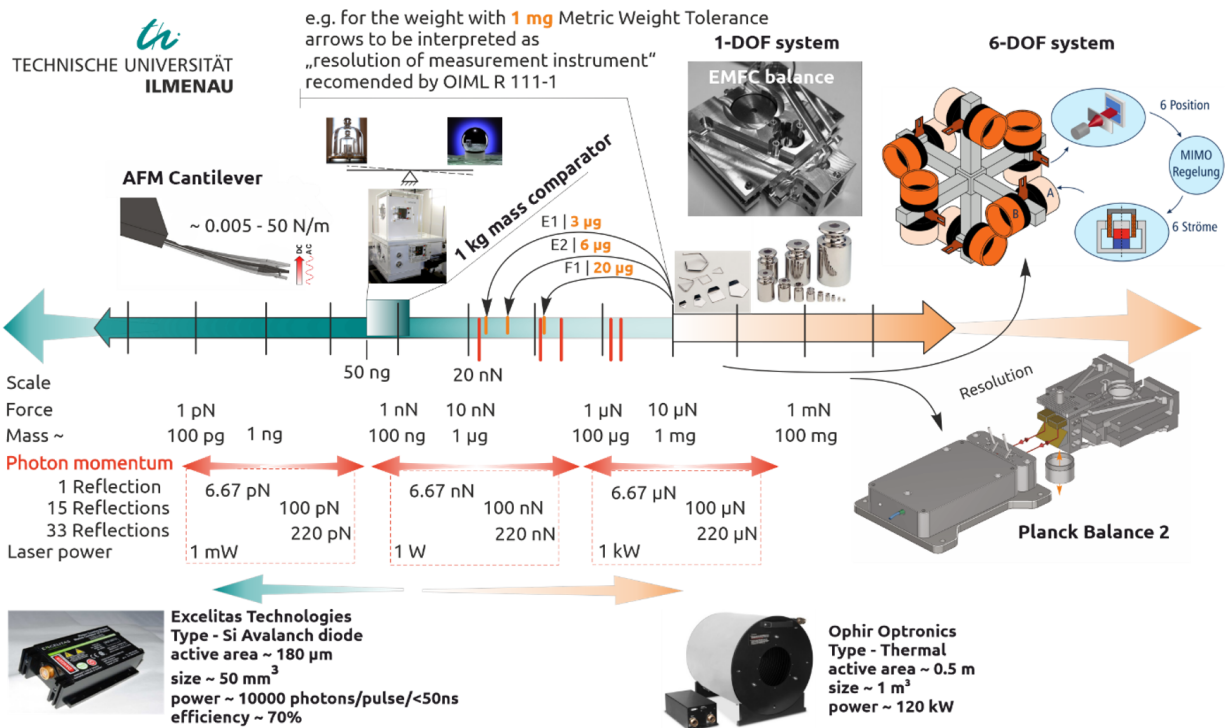 th
TECHNISCHE UNIVERSITÄT
ILMENAU
e.g. for the weight with 1 mg Metric Weight Tolerance
arrows to be interpreted as
„resolution of measurement instrument“
recomended by OIML R 111-1
1-DOF system
6-DOF system
EMFC balance
6 Position
MIMO
Regelung
6 Ströme
A
B
AFM Cantilever
~ 0.005 - 50 N/m
DC
AC
1 kg mass comparator
E1 | 3 µg
E2 | 6 µg
F1 | 20 µg
50 ng
20 nN
Resolution
Scale
Force 1 pN 1 nN 10 nN 1 µN 10 µN 1 mN
Mass ~ 100 pg 1 ng 100 ng 1 µg 100 µg 1 mg 100 mg
Photon momentum
1 Reflection 6.67 pN 6.67 nN 6.67 µN
15 Reflections 100 pN 100 nN 100 µN
33 Reflections 220 pN 220 nN 220 µN
Laser power 1 mW 1 W 1 kW
Planck Balance 2
EXCELITAS
Excelitas Technologies
Type - Si Avalanch diode
active area ~ 180 µm
size ~ 50 mm³
power ~ 10000 photons/pulse/<50ns
efficiency ~ 70%
Ophir Optronics
Type - Thermal
active area ~ 0.5 m
size ~ 1 m³
power ~ 120 kW